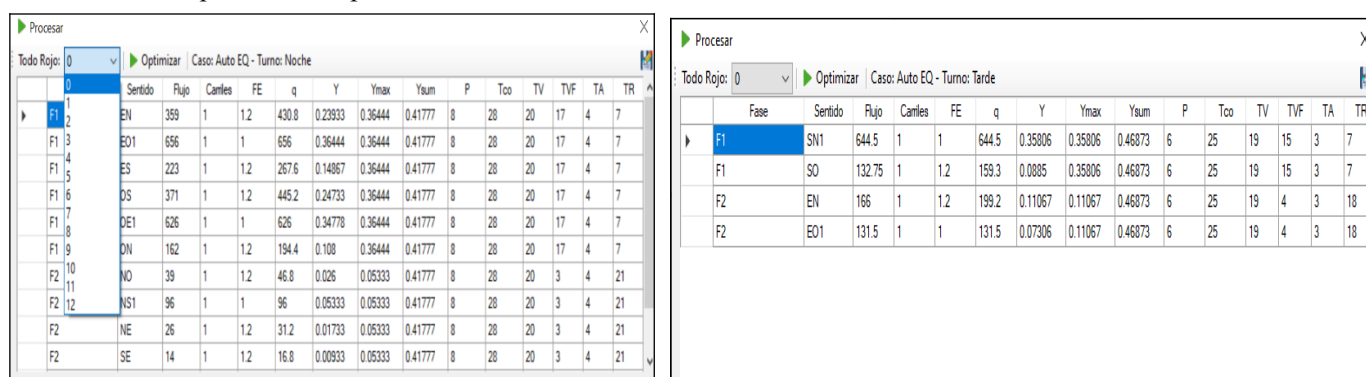 Procesar
Todo Rojo: 0 Optimizar Caso: Auto EQ - Turno: Noche
0
1
2
3
4
5
6
7
8
9
10
11
12
Sentido Flujo Carriles FE q Y Ymax Ysum P Tco TV TVF TA TR
F1 EN 359 1 1.2 430.8 0.23933 0.36444 0.41777 8 28 20 17 4 7
F1 EO1 656 1 1 656 0.36444 0.36444 0.41777 8 28 20 17 4 7
F1 ES 223 1 1.2 267.6 0.14867 0.36444 0.41777 8 28 20 17 4 7
F1 OS 371 1 1.2 445.2 0.24733 0.36444 0.41777 8 28 20 17 4 7
F1 OE1 626 1 1 626 0.34778 0.36444 0.41777 8 28 20 17 4 7
F1 ON 162 1 1.2 194.4 0.108 0.36444 0.41777 8 28 20 17 4 7
F2 NO 39 1 1.2 46.8 0.026 0.05333 0.41777 8 28 20 3 4 21
F2 NS1 96 1 1 96 0.05333 0.05333 0.41777 8 28 20 3 4 21
F2 NE 26 1 1.2 31.2 0.01733 0.05333 0.41777 8 28 20 3 4 21
F2 SE 14 1 1.2 16.8 0.00933 0.05333 0.41777 8 28 20 3 4 21
Procesar
Todo Rojo: 0 Optimizar Caso: Auto EQ - Turno: Tarde
Fase Sentido Flujo Carriles FE q Y Ymax Ysum P Tco TV TVF TA TR
F1 SN1 644.5 1 1 644.5 0.35806 0.35806 0.46873 6 25 19 15 3 7
F1 SO 132.75 1 1.2 159.3 0.0885 0.35806 0.46873 6 25 19 15 3 7
F2 EN 166 1 1.2 199.2 0.11067 0.11067 0.46873 6 25 19 4 3 18
F2 EO1 131.5 1 1 131.5 0.07306 0.11067 0.46873 6 25 19 4 3 18